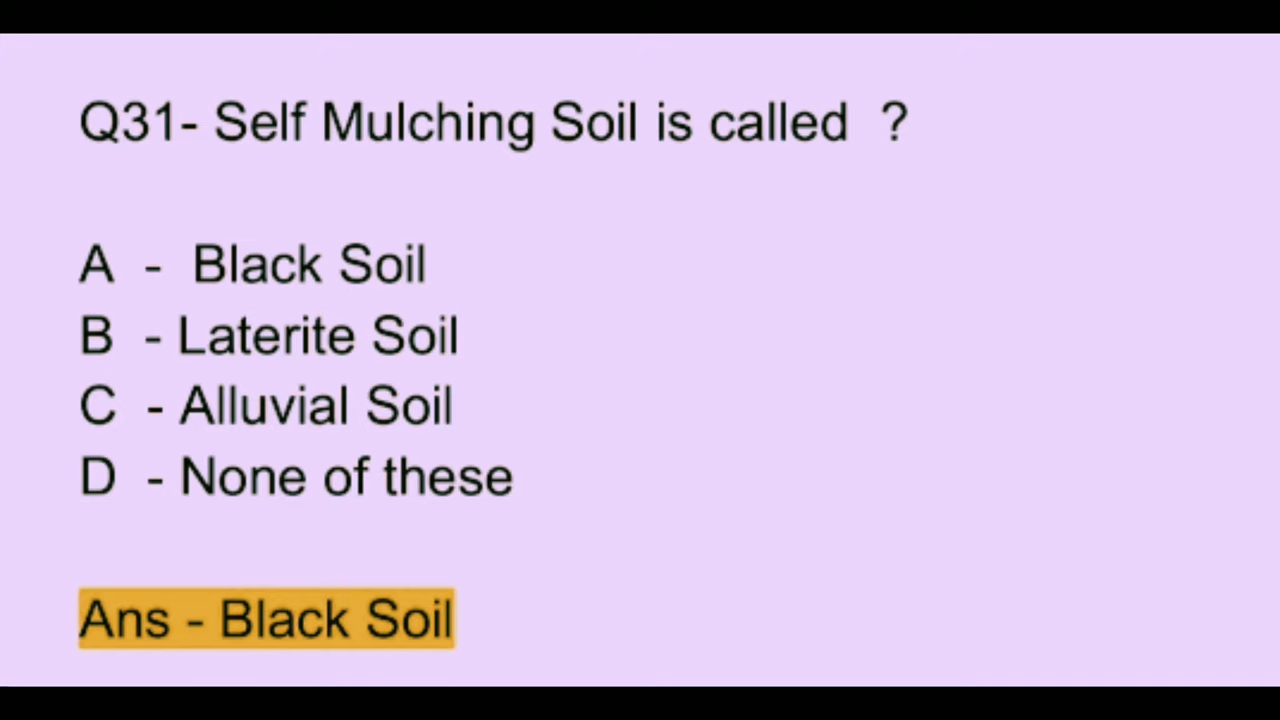 Q31- Self Mulching Soil is called  ?
A  -  Black Soil
B  - Laterite Soil
C  - Alluvial Soil
D  - None of these
Ans - Black Soil